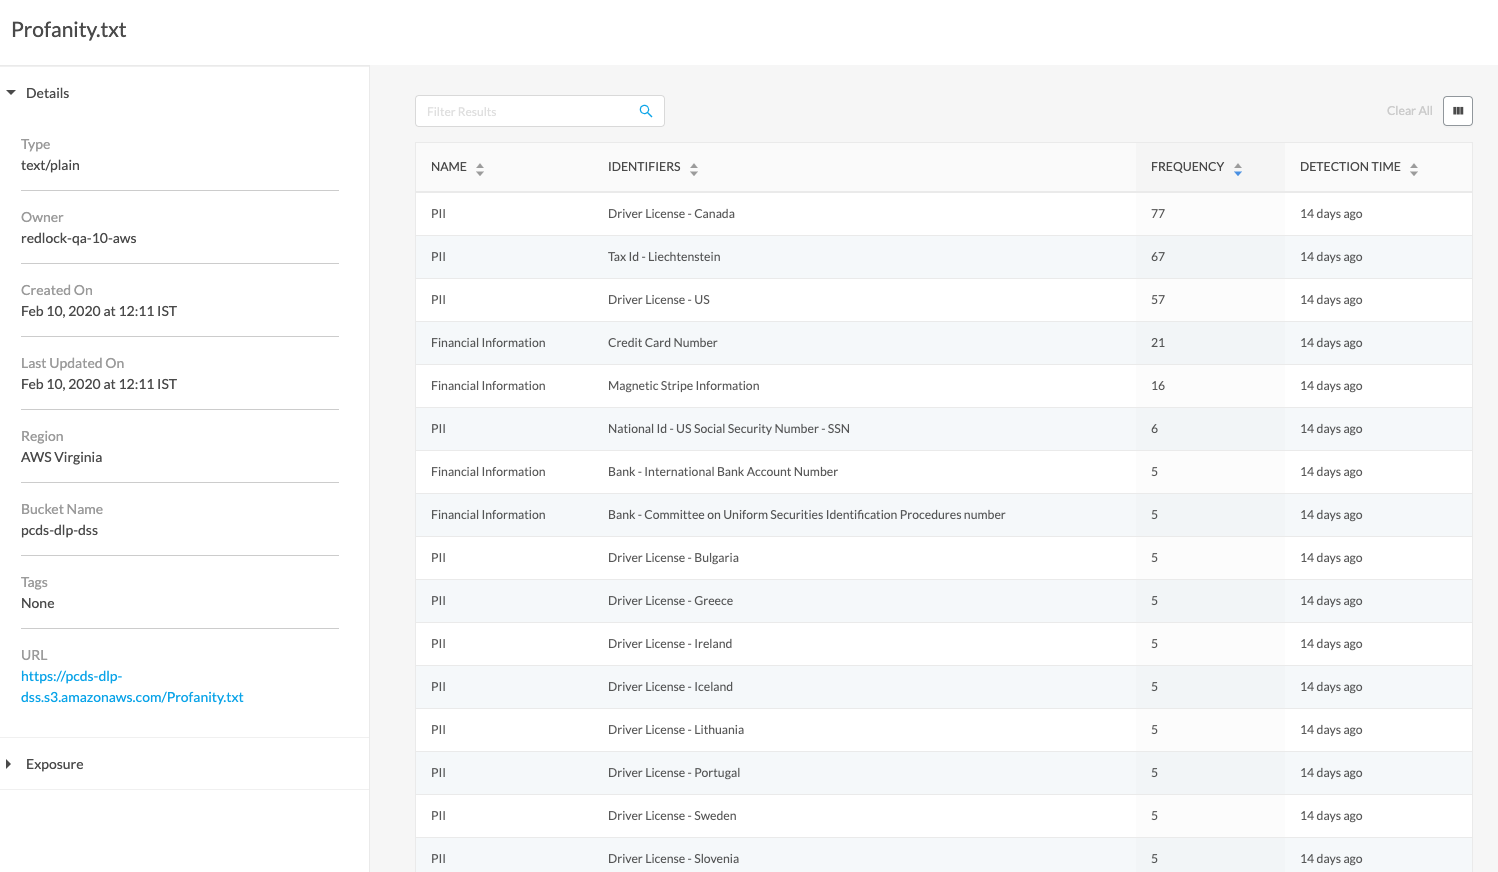 Profanity.txt
Details
Type
text/plain
Owner
redlock-qa-10-aws
Created On
Feb 10, 2020 at 12:11 IST
Last Updated On
Feb 10, 2020 at 12:11 IST
Region
AWS Virginia
Bucket Name
pcds-dlp-dss
Tags
None
URL
https://pcds-dlp-
dss.s3.amazonaws.com/Profanity.txt
Exposure
Filter Results
Clear All
NAME IDENTIFIERS FREQUENCY DETECTION TIME
PII Driver License - Canada 77 14 days ago
PII Tax Id - Liechtenstein 67 14 days ago
PII Driver License - US 57 14 days ago
Financial Information Credit Card Number 21 14 days ago
Financial Information Magnetic Stripe Information 16 14 days ago
PII National Id - US Social Security Number - SSN 6 14 days ago
Financial Information Bank - International Bank Account Number 5 14 days ago
Financial Information Bank - Committee on Uniform Securities Identification Procedures number 5 14 days ago
PII Driver License - Bulgaria 5 14 days ago
PII Driver License - Greece 5 14 days ago
PII Driver License - Ireland 5 14 days ago
PII Driver License - Iceland 5 14 days ago
PII Driver License - Lithuania 5 14 days ago
PII Driver License - Portugal 5 14 days ago
PII Driver License - Sweden 5 14 days ago
PII Driver License - Slovenia 5 14 days ago